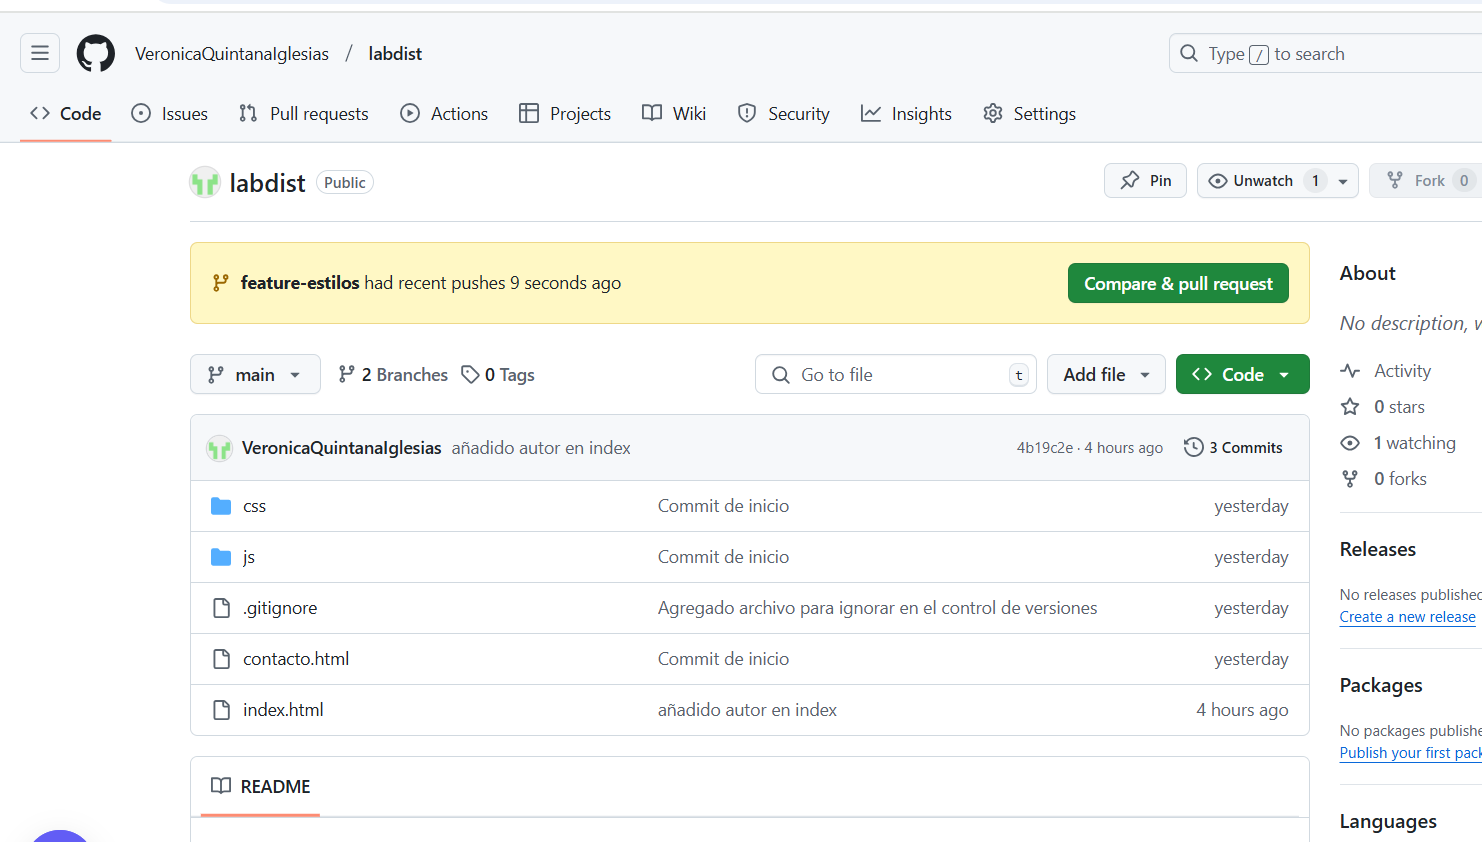 VeronicaQuintanaIglesias / labdist
Type / to search
Code Issues Pull requests Actions Projects Wiki Security Insights Settings
labdist Public
Pin Unwatch 1 Fork 0
feature-estilos had recent pushes 9 seconds ago
Compare & pull request
main 2 Branches 0 Tags
Go to file t Add file Code
VeronicaQuintanaIglesias añadido autor en index 4b19c2e · 4 hours ago 3 Commits
css Commit de inicio yesterday
js Commit de inicio yesterday
.gitignore Agregado archivo para ignorar en el control de versiones yesterday
contacto.html Commit de inicio yesterday
index.html añadido autor en index 4 hours ago
README
About
No description,
Activity
0 stars
1 watching
0 forks
Releases
No releases published
Create a new release
Packages
No packages publishe
Publish your first pack
Languages